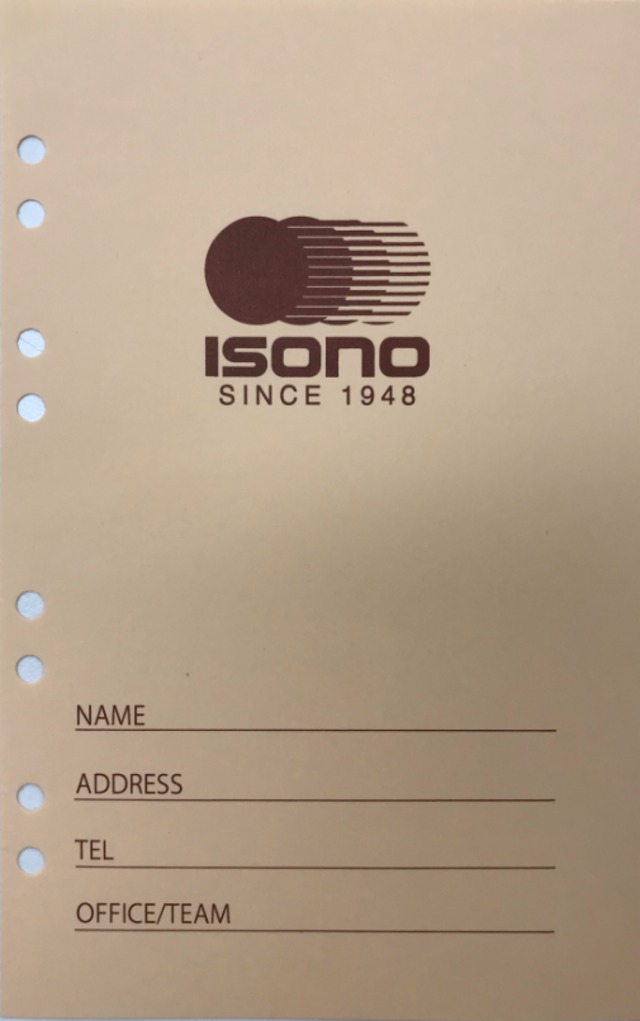 ISONO
SINCE 1948
NAME
ADDRESS
TEL
OFFICE/TEAM